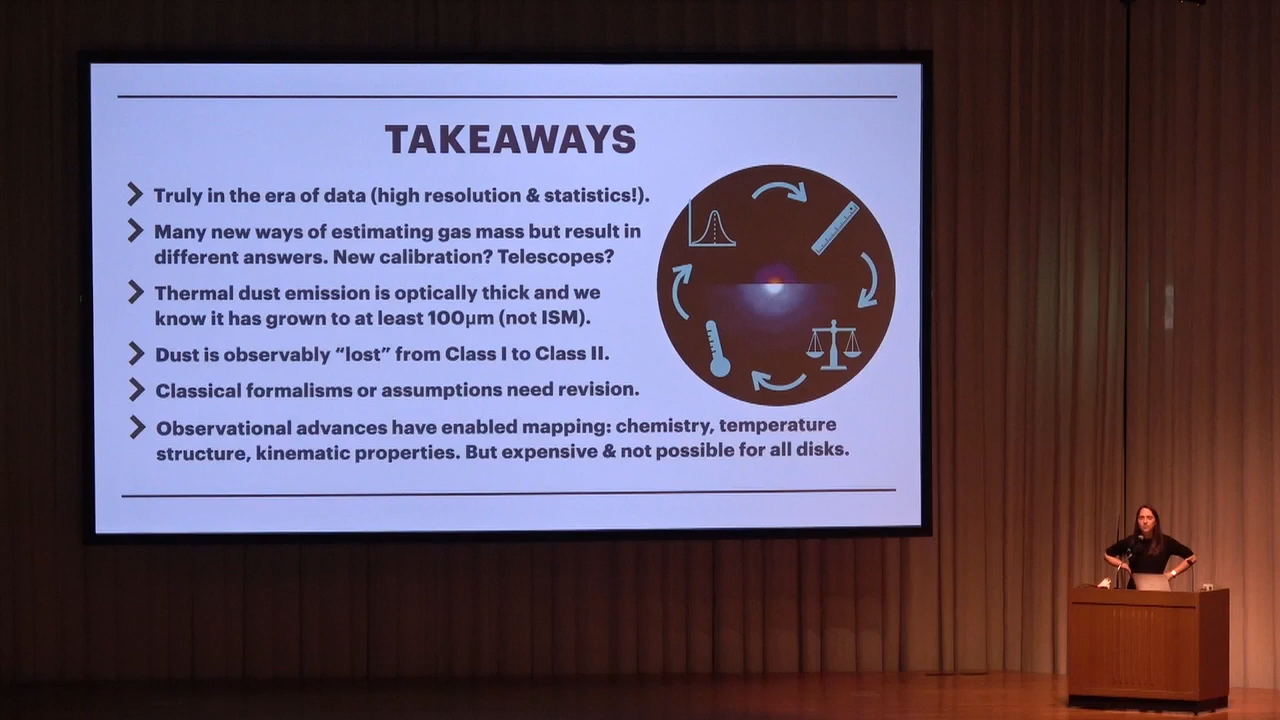 TAKEAWAYS
Truly in the era of data (high resolution & statistics!).
Many new ways of estimating gas mass but result in
different answers. New calibration? Telescopes?
Thermal dust emission is optically thick and we
know it has grown to at least 100μm (not ISM).
Dust is observably “lost” from Class I to Class II.
Classical formalisms or assumptions need revision.
Observational advances have enabled mapping: chemistry, temperature
structure, kinematic properties. But expensive & not possible for all disks.